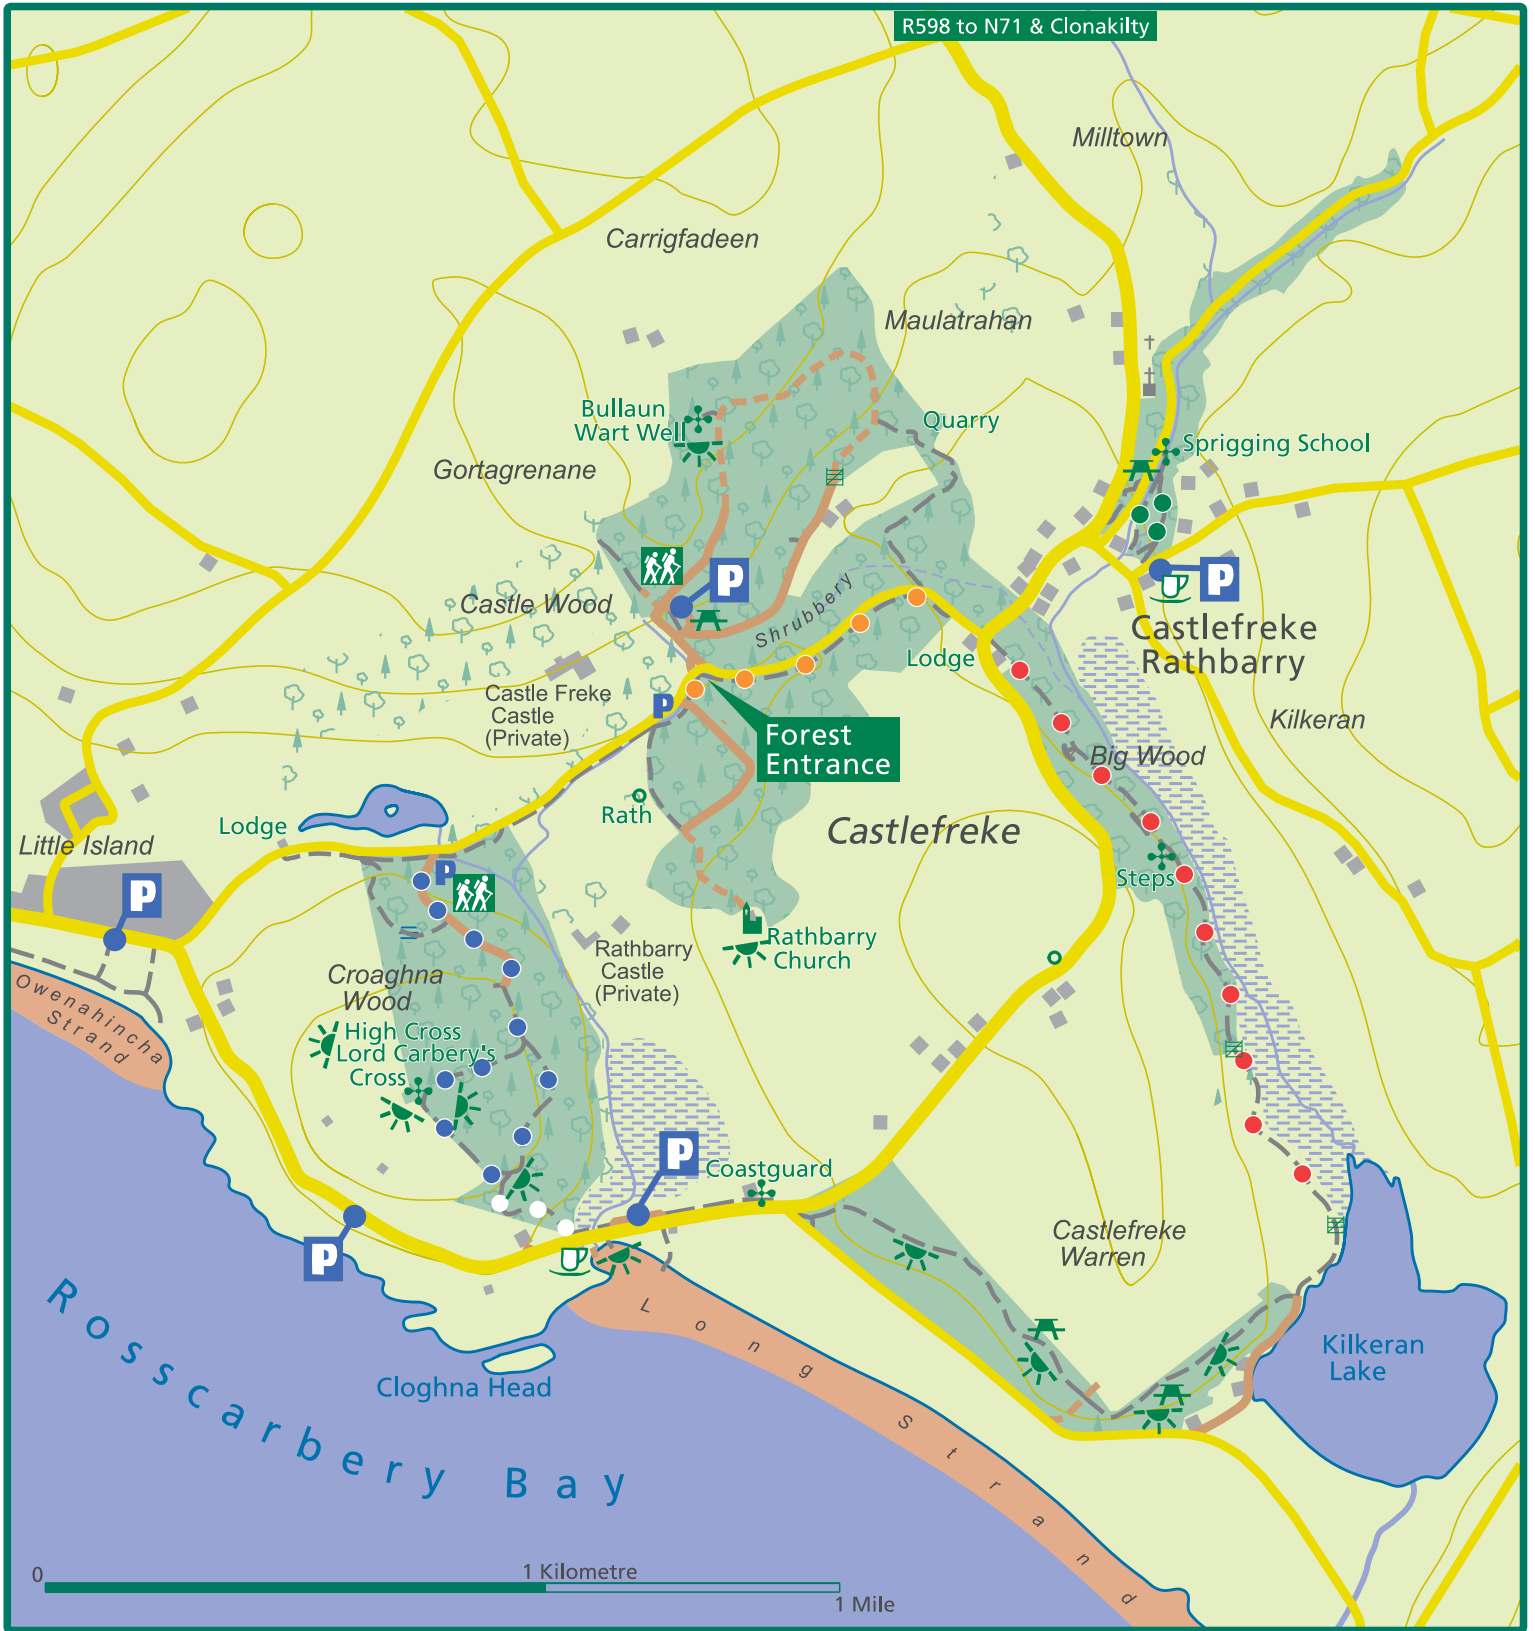 R598 to N71 & Clonakilty
Milltown
Carrigfadeen
Maulatrahan
Bullaun
Wart Well
Quarry
Sprigging School
Gortagrenane
P
P
Castle Wood
Shrubbery
Castlefreke
Rathbarry
Lodge
Castle Freke
Castle
(Private)
P
Forest
Entrance
Kilkeran
Big Wood
Rath
Lodge
Castlefreke
Little Island
P
P
Steps
Rathbarry
Church
Rathbarry
Castle
(Private)
Croaghna
Wood
Owenahincha
Strand
High Cross
Lord Carbery's
Cross
P
Coastguard
Castlefreke
Warren
P
Long Strand
Kilkeran
Lake
Cloghna Head
Rosscarbery Bay
0
1 Kilometre
1 Mile